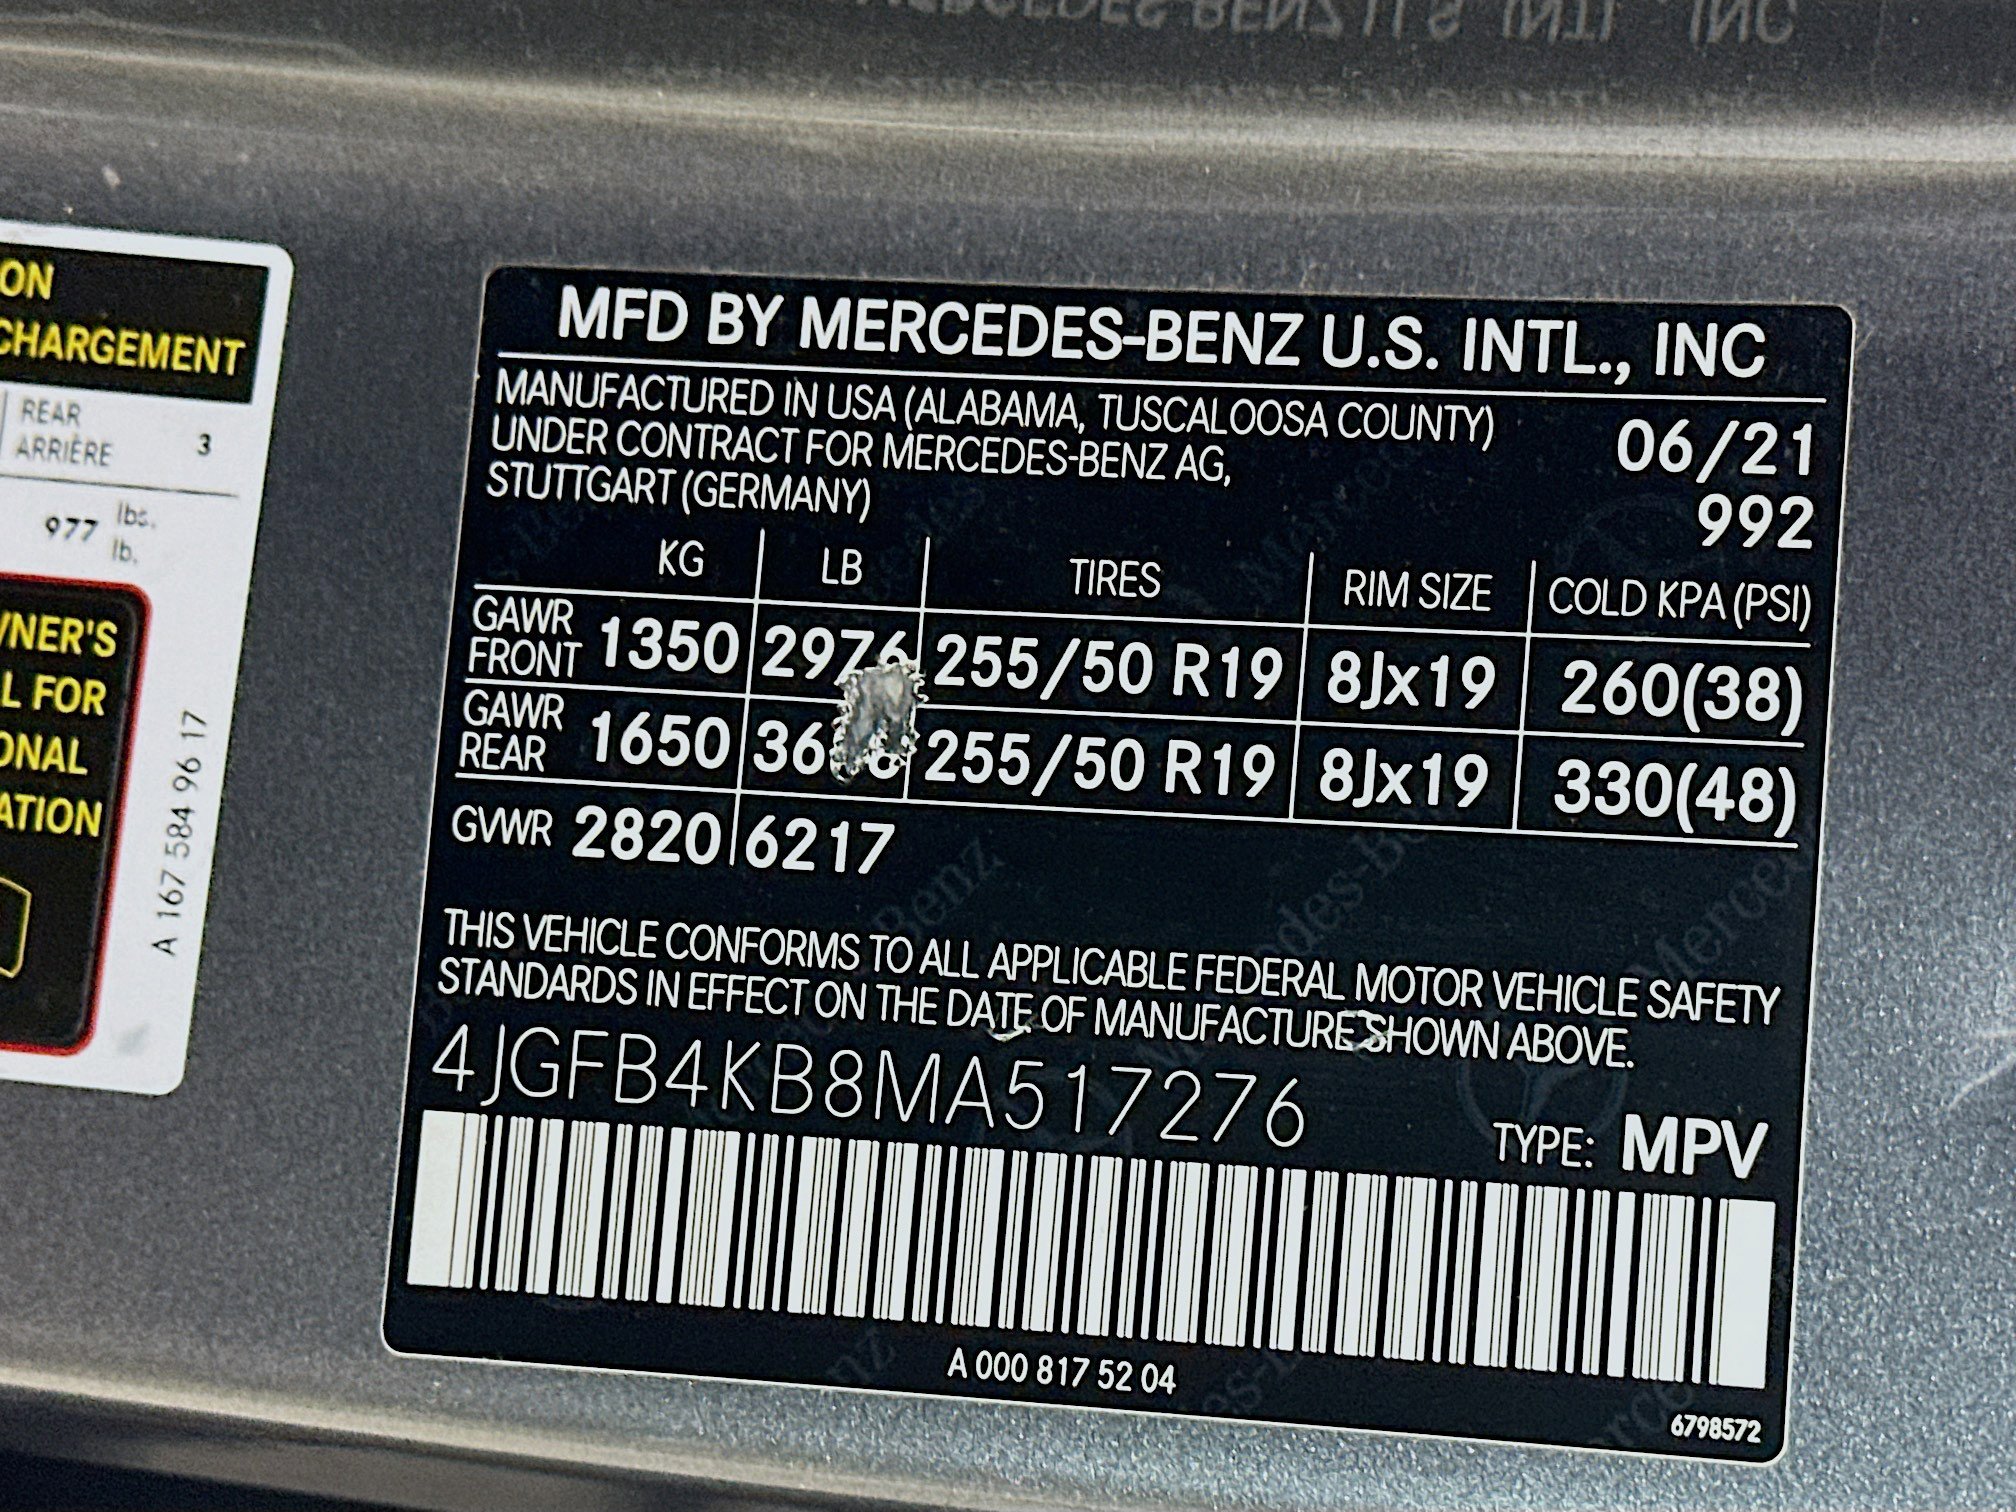 ON
CHARGEMENT
REAR
ARRIÈRE 3
977 lbs.
lb.
NER'S
L FOR
ONAL
ATION
A 167 584 96 17
MFD BY MERCEDES-BENZ U.S. INTL., INC
MANUFACTURED IN USA (ALABAMA, TUSCALOOSA COUNTY) 06/21
UNDER CONTRACT FOR MERCEDES-BENZ AG,
STUTTGART (GERMANY) 992
KG LB TIRES RIM SIZE COLD KPA (PSI)
GAWR FRONT 1350 2976 255/50 R19 8Jx19 260(38)
GAWR REAR 1650 255/50 R19 8Jx19 330(48)
GVWR 2820 6217
THIS VEHICLE CONFORMS TO ALL APPLICABLE FEDERAL MOTOR VEHICLE SAFETY
STANDARDS IN EFFECT ON THE DATE OF MANUFACTURE SHOWN ABOVE.
4JGFB4KB8MA517276
TYPE: MPV
A 000 817 52 04
6798572